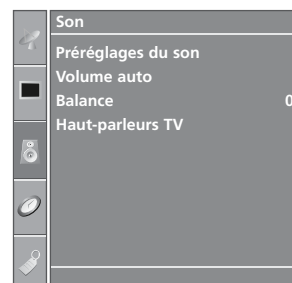 Son
Préréglages du son
Volume auto
Balance 0
Haut-parleurs TV